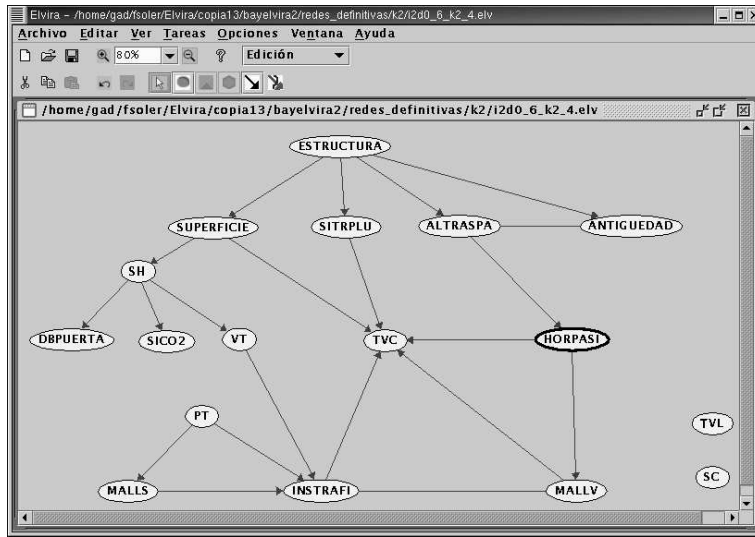 Elvira - /home/gad/fsoler/Elvira/copia13/bayelvira2/redes_definitivas/k2/i2d0_6_k2_4.elv
Archivo Editar Ver Tareas Opciones Ventana Ayuda
80% ? Edición
/home/gad/fsoler/Elvira/copia13/bayelvira2/redes_definitivas/k2/i2d0_6_k2_4.elv
ESTRUCTURA
SUPERFICIE SITRPLU ALTRASPA ANTIGUEDAD
SH
DBPUERTA SICO2 VT TVC HORPASI
PT TVL
MALLS INSTRAFI MALLV SC